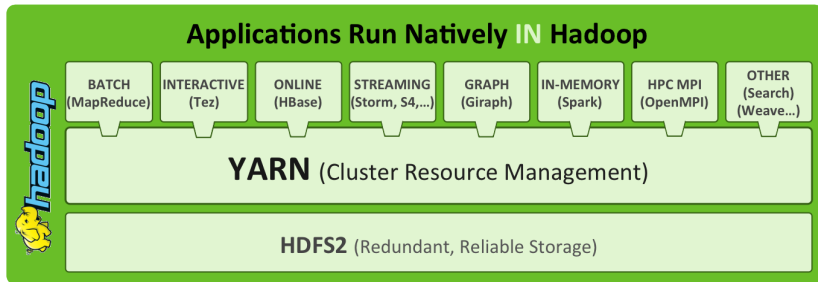 Applications Run Natively IN Hadoop
hadoop
BATCH
(MapReduce)
INTERACTIVE
(Tez)
ONLINE
(HBase)
STREAMING
(Storm, S4,...)
GRAPH
(Giraph)
IN-MEMORY
(Spark)
HPC MPI
(OpenMPI)
OTHER
(Search)
(Weave...)
YARN (Cluster Resource Management)
HDFS2 (Redundant, Reliable Storage)